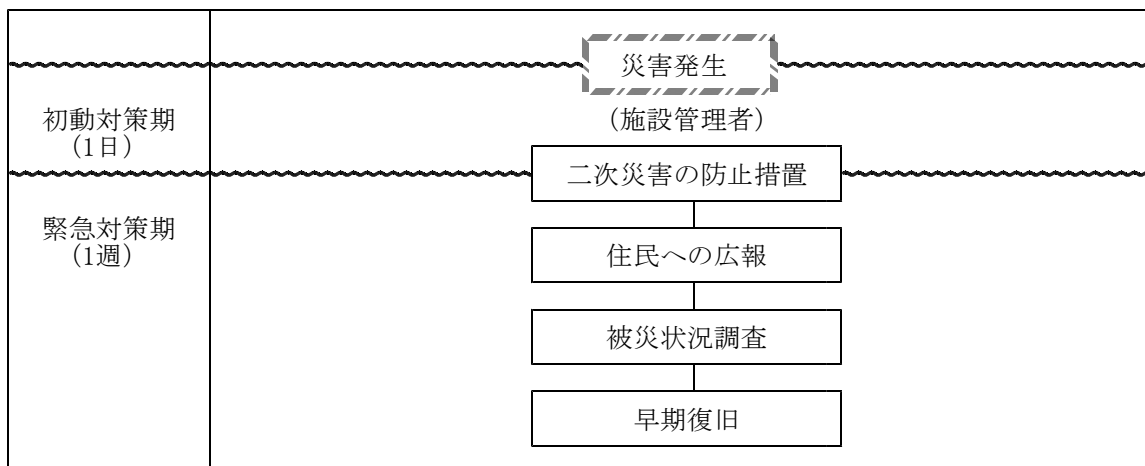 災害発生
初動対策期
（1日）
（施設管理者）
二次災害の防止措置
緊急対策期
（1週）
住民への広報
被災状況調査
早期復旧